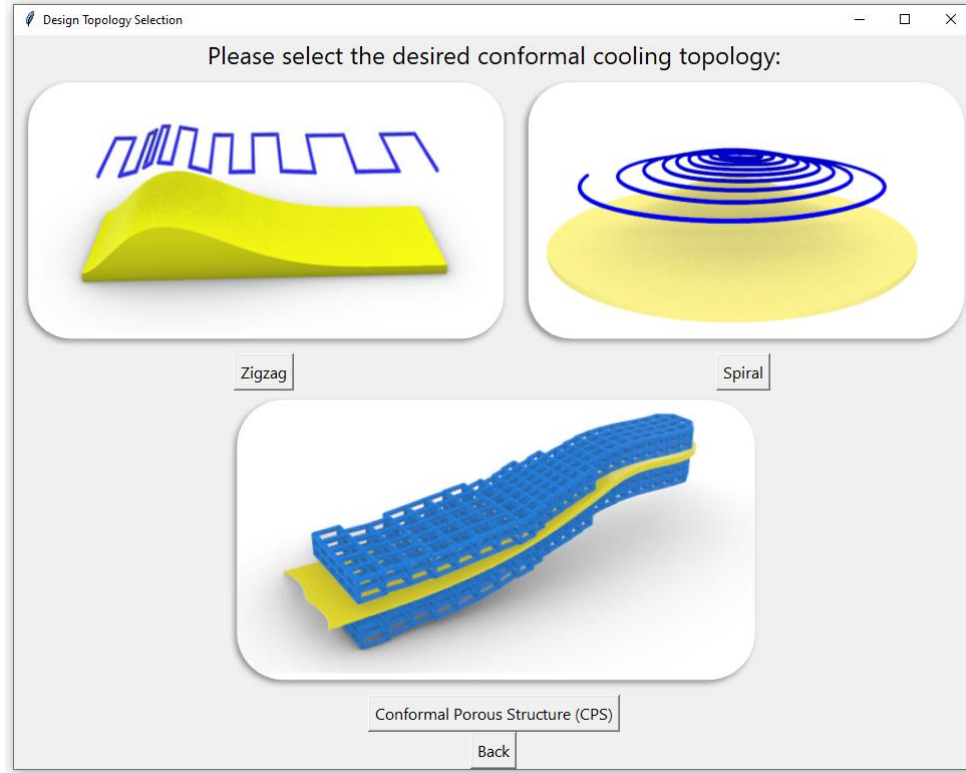 Design Topology Selection
Please select the desired conformal cooling topology:
Zigzag
Spiral
Conformal Porous Structure (CPS)
Back